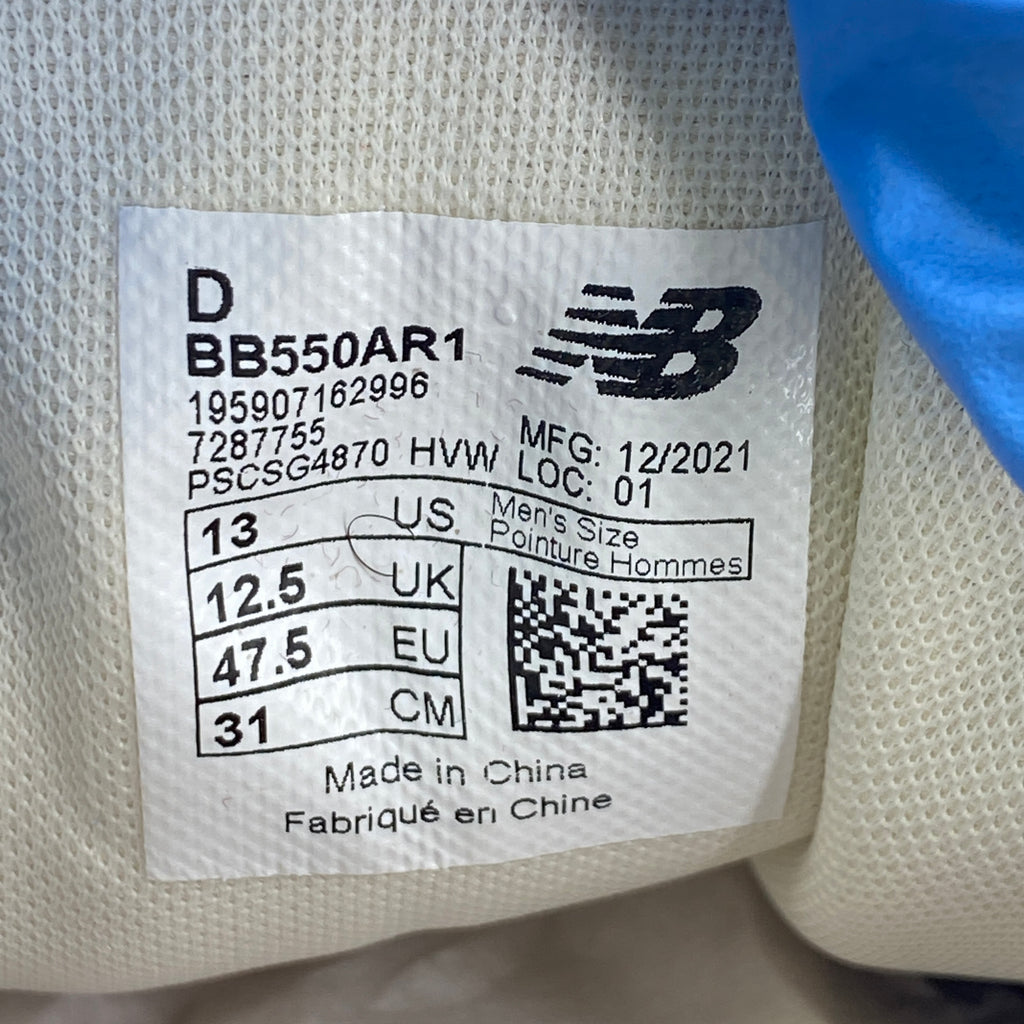 D
BB550AR1
195907162996
7287755
PSCSG4870 HVW
NB
MFG: 12/2021
LOC: 01
13 US Men's Size
Pointure Hommes
12.5 UK
47.5 EU
31 CM
Made in China
Fabriqué en Chine